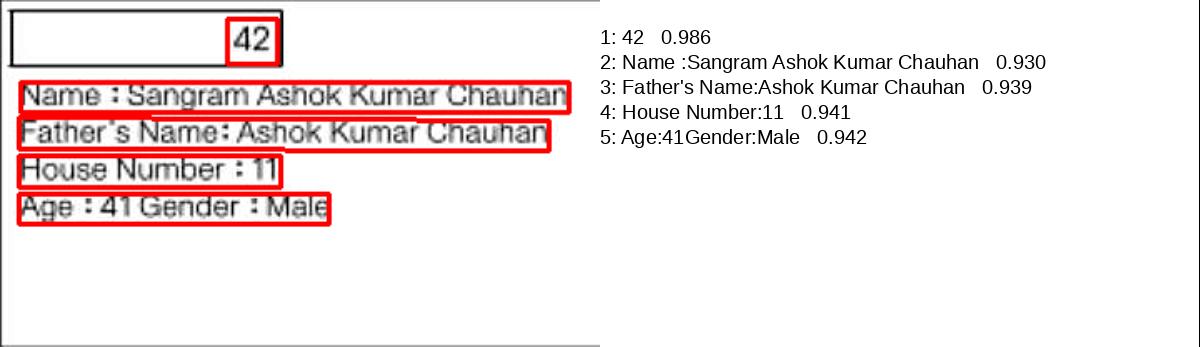 42
Name : Sangram Ashok Kumar Chauhan
Father's Name: Ashok Kumar Chauhan
House Number : 11
Age : 41 Gender : Male
1: 42 0.986
2: Name :Sangram Ashok Kumar Chauhan 0.930
3: Father's Name:Ashok Kumar Chauhan 0.939
4: House Number:11 0.941
5: Age:41Gender:Male 0.942